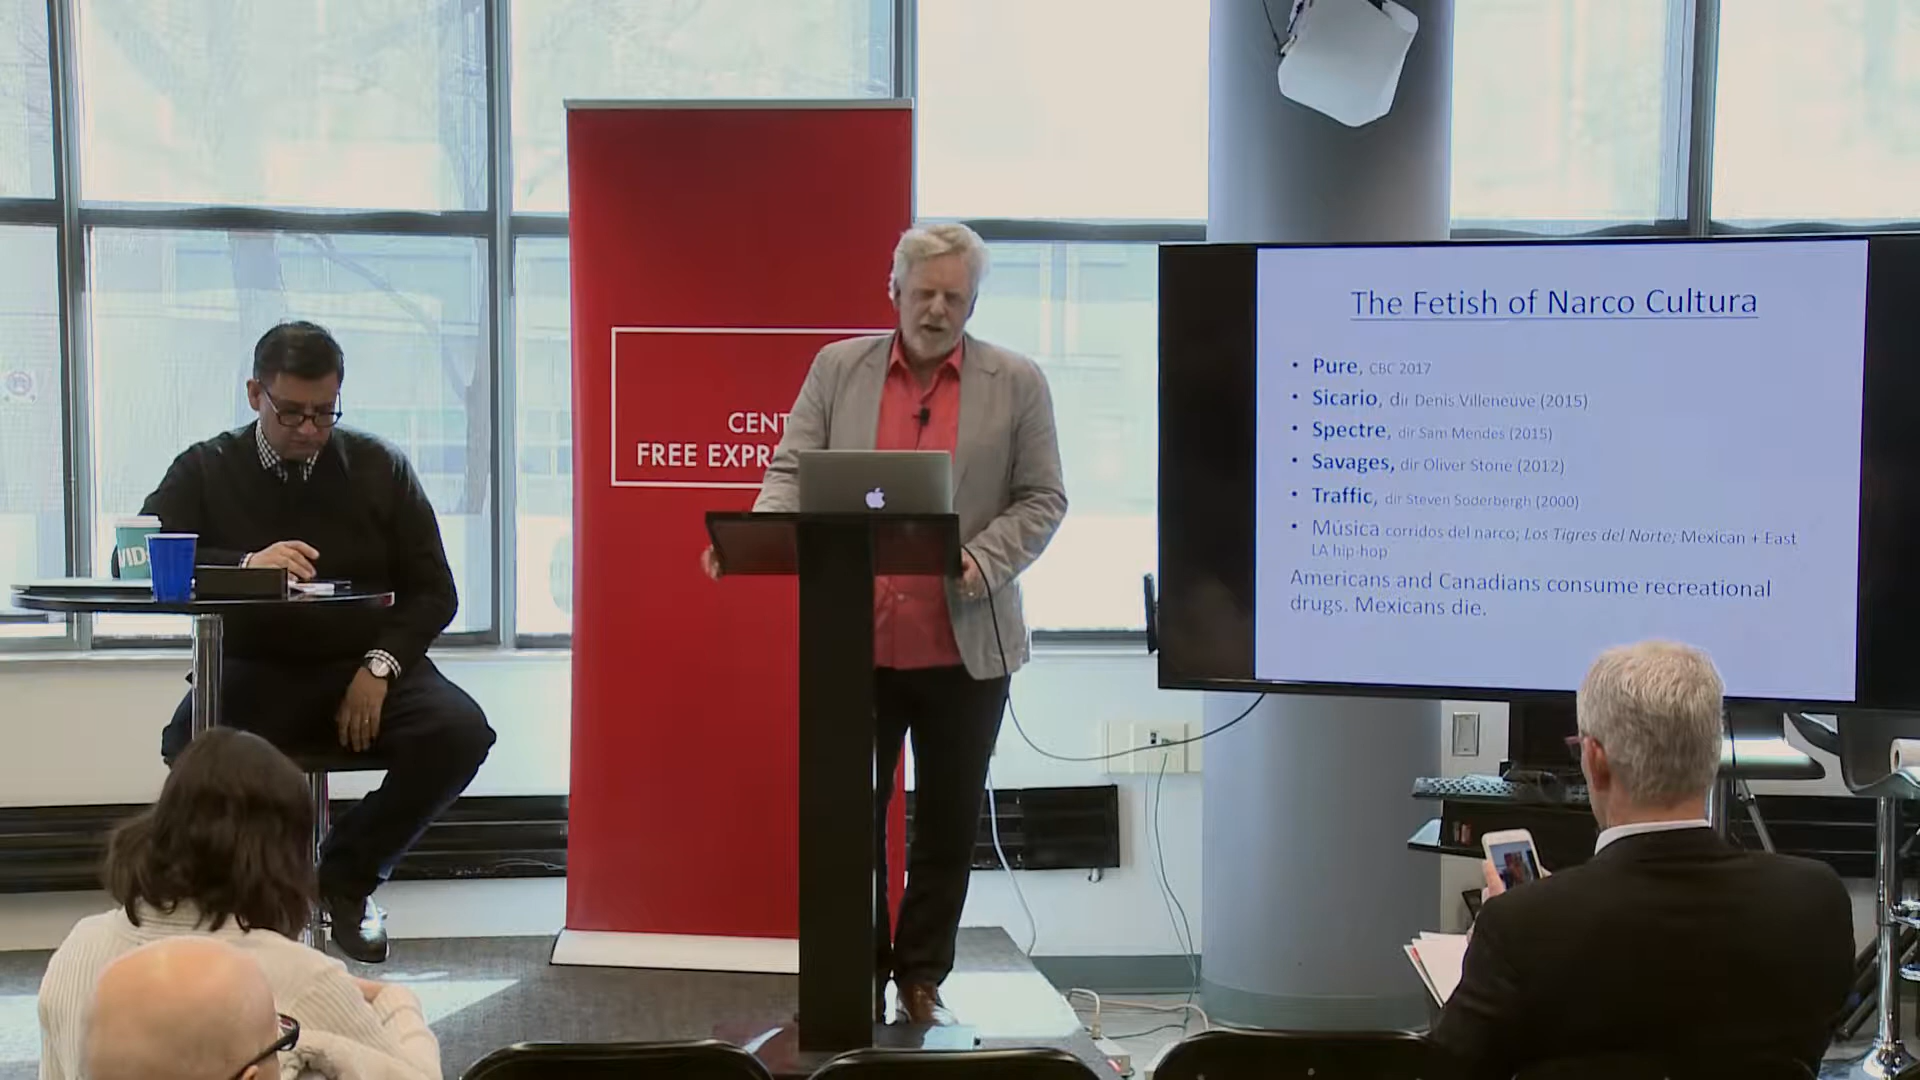 CENT
FREE EXPR
VID
The Fetish of Narco Cultura
• Pure, CBC 2017
• Sicario, dir Denis Villeneuve (2015)
• Spectre, dir Sam Mendes (2015)
• Savages, dir Oliver Stone (2012)
• Traffic, dir Steven Soderbergh (2000)
• Música corridos del narco; Los Tigres del Norte; Mexican + East
LA hip-hop
Americans and Canadians consume recreational
drugs. Mexicans die.